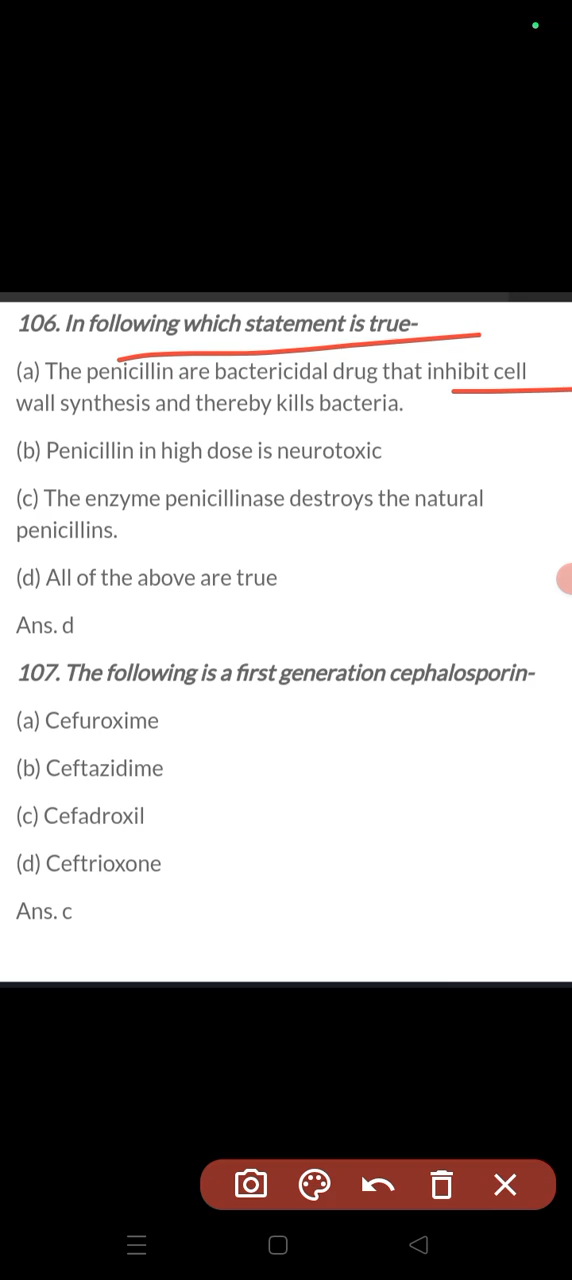 106. In following which statement is true-
(a) The penicillin are bactericidal drug that inhibit cell
wall synthesis and thereby kills bacteria.
(b) Penicillin in high dose is neurotoxic
(c) The enzyme penicillinase destroys the natural
penicillins.
(d) All of the above are true
Ans. d
107. The following is a first generation cephalosporin-
(a) Cefuroxime
(b) Ceftazidime
(c) Cefadroxil
(d) Ceftrioxone
Ans. c